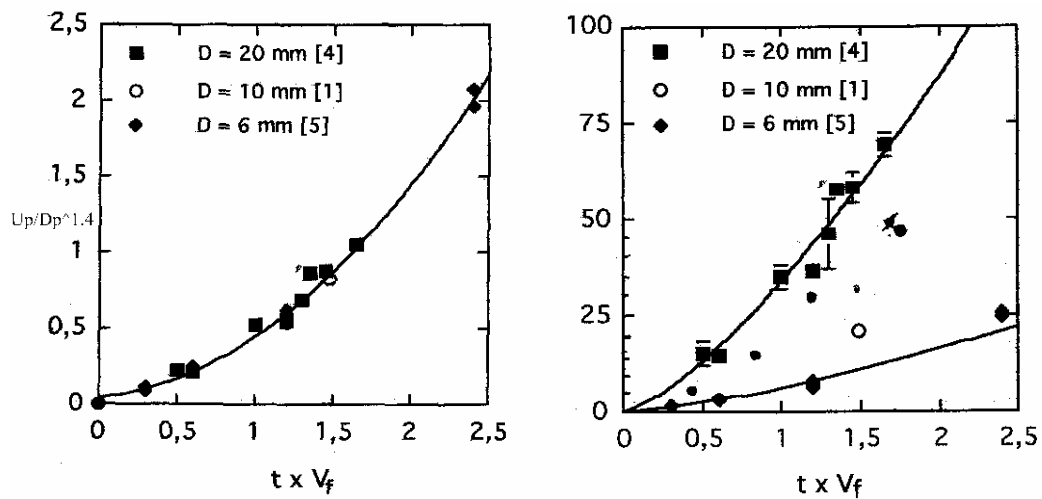 2,5
D = 20 mm [4]
D = 10 mm [1]
D = 6 mm [5]
2
1,5
Up/Dp^1.4
1
0,5
0
0 0,5 1 1,5 2 2,5
t x Vf
100
D = 20 mm [4]
D = 10 mm [1]
D = 6 mm [5]
75
50
25
0
0 0,5 1 1,5 2 2,5
t x Vf